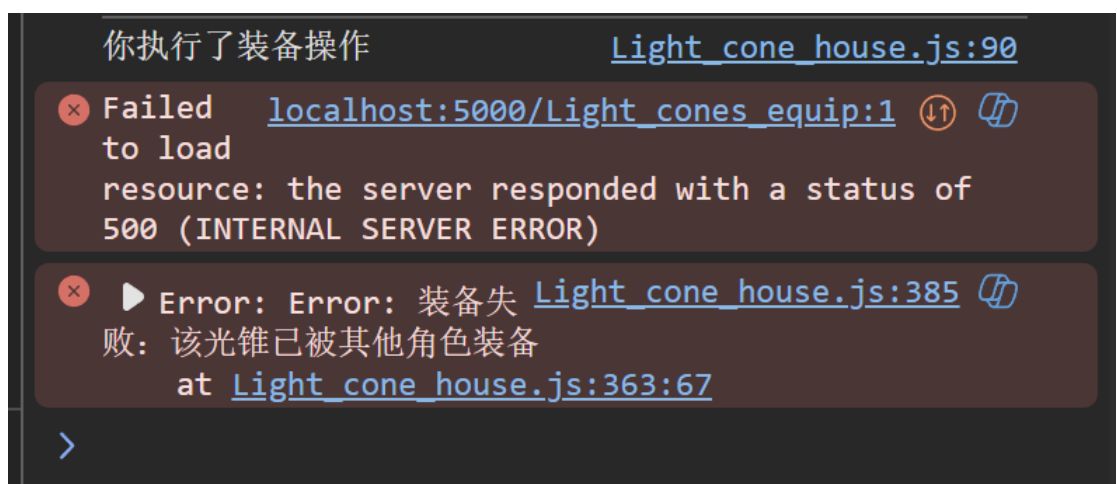 你执行了装备操作 Light_cone_house.js:90
Failed localhost:5000/Light_cones_equip:1
to load
resource: the server responded with a status of
500 (INTERNAL SERVER ERROR)
Error: Error: 装备失 Light_cone_house.js:385
败：该光锥已被其他角色装备
at Light_cone_house.js:363:67